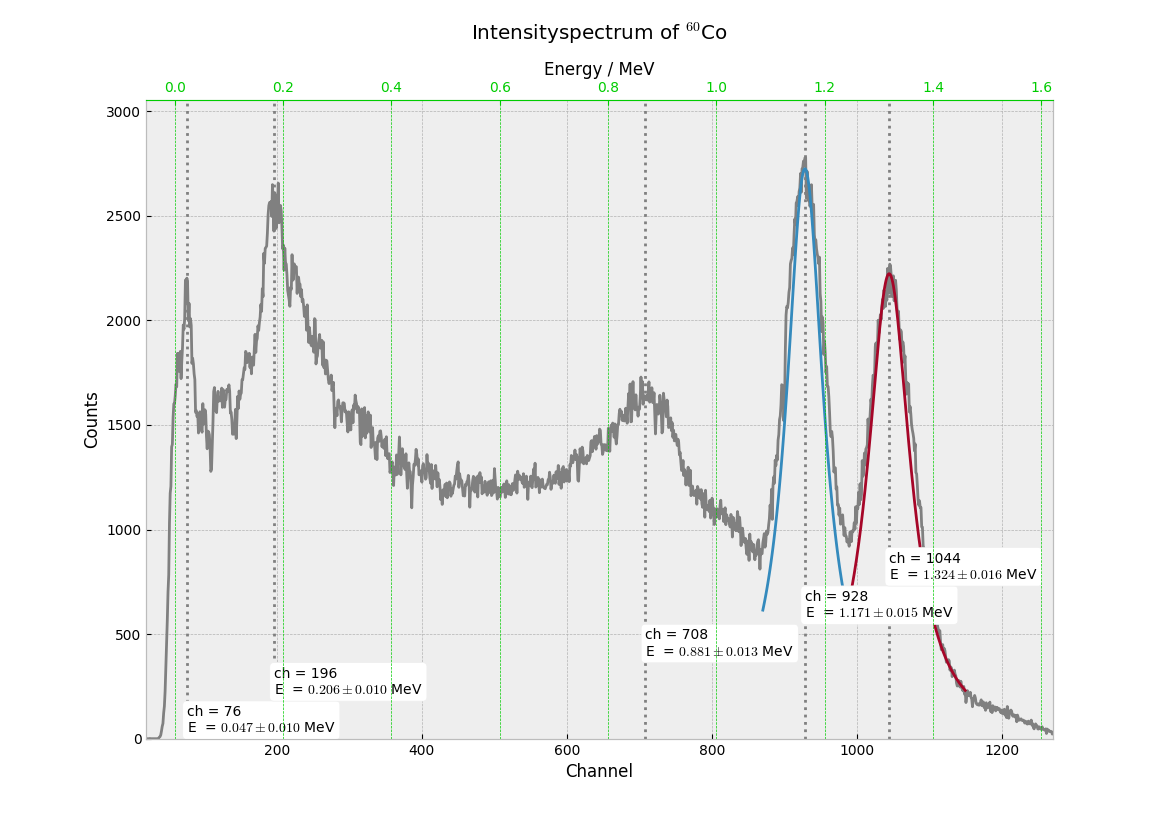 Intensityspectrum of ⁶⁰Co
Energy / MeV
0.0 0.2 0.4 0.6 0.8 1.0 1.2 1.4 1.6
3000
2500
2000
1500
1000
500
0
Counts
ch = 1044
E = 1.324 ± 0.016 MeV
ch = 928
E = 1.171 ± 0.015 MeV
ch = 708
E = 0.881 ± 0.013 MeV
ch = 196
E = 0.206 ± 0.010 MeV
ch = 76
E = 0.047 ± 0.010 MeV
200 400 600 800 1000 1200
Channel